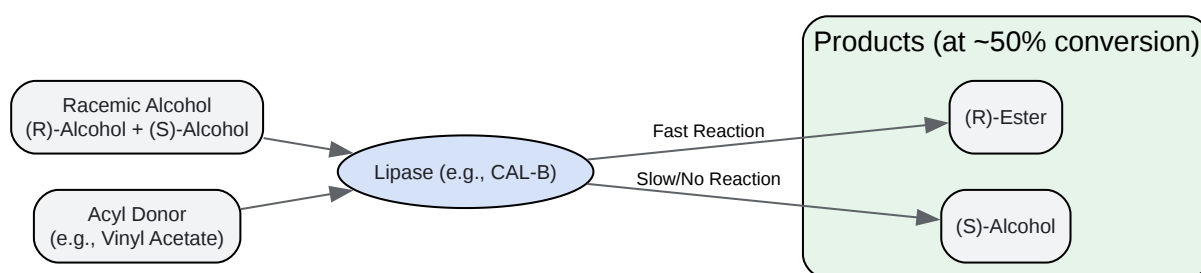 Products (at ~50% conversion)
Racemic Alcohol
(R)-Alcohol + (S)-Alcohol
Acyl Donor
(e.g., Vinyl Acetate)
Lipase (e.g., CAL-B)
Fast Reaction
Slow/No Reaction
(R)-Ester
(S)-Alcohol